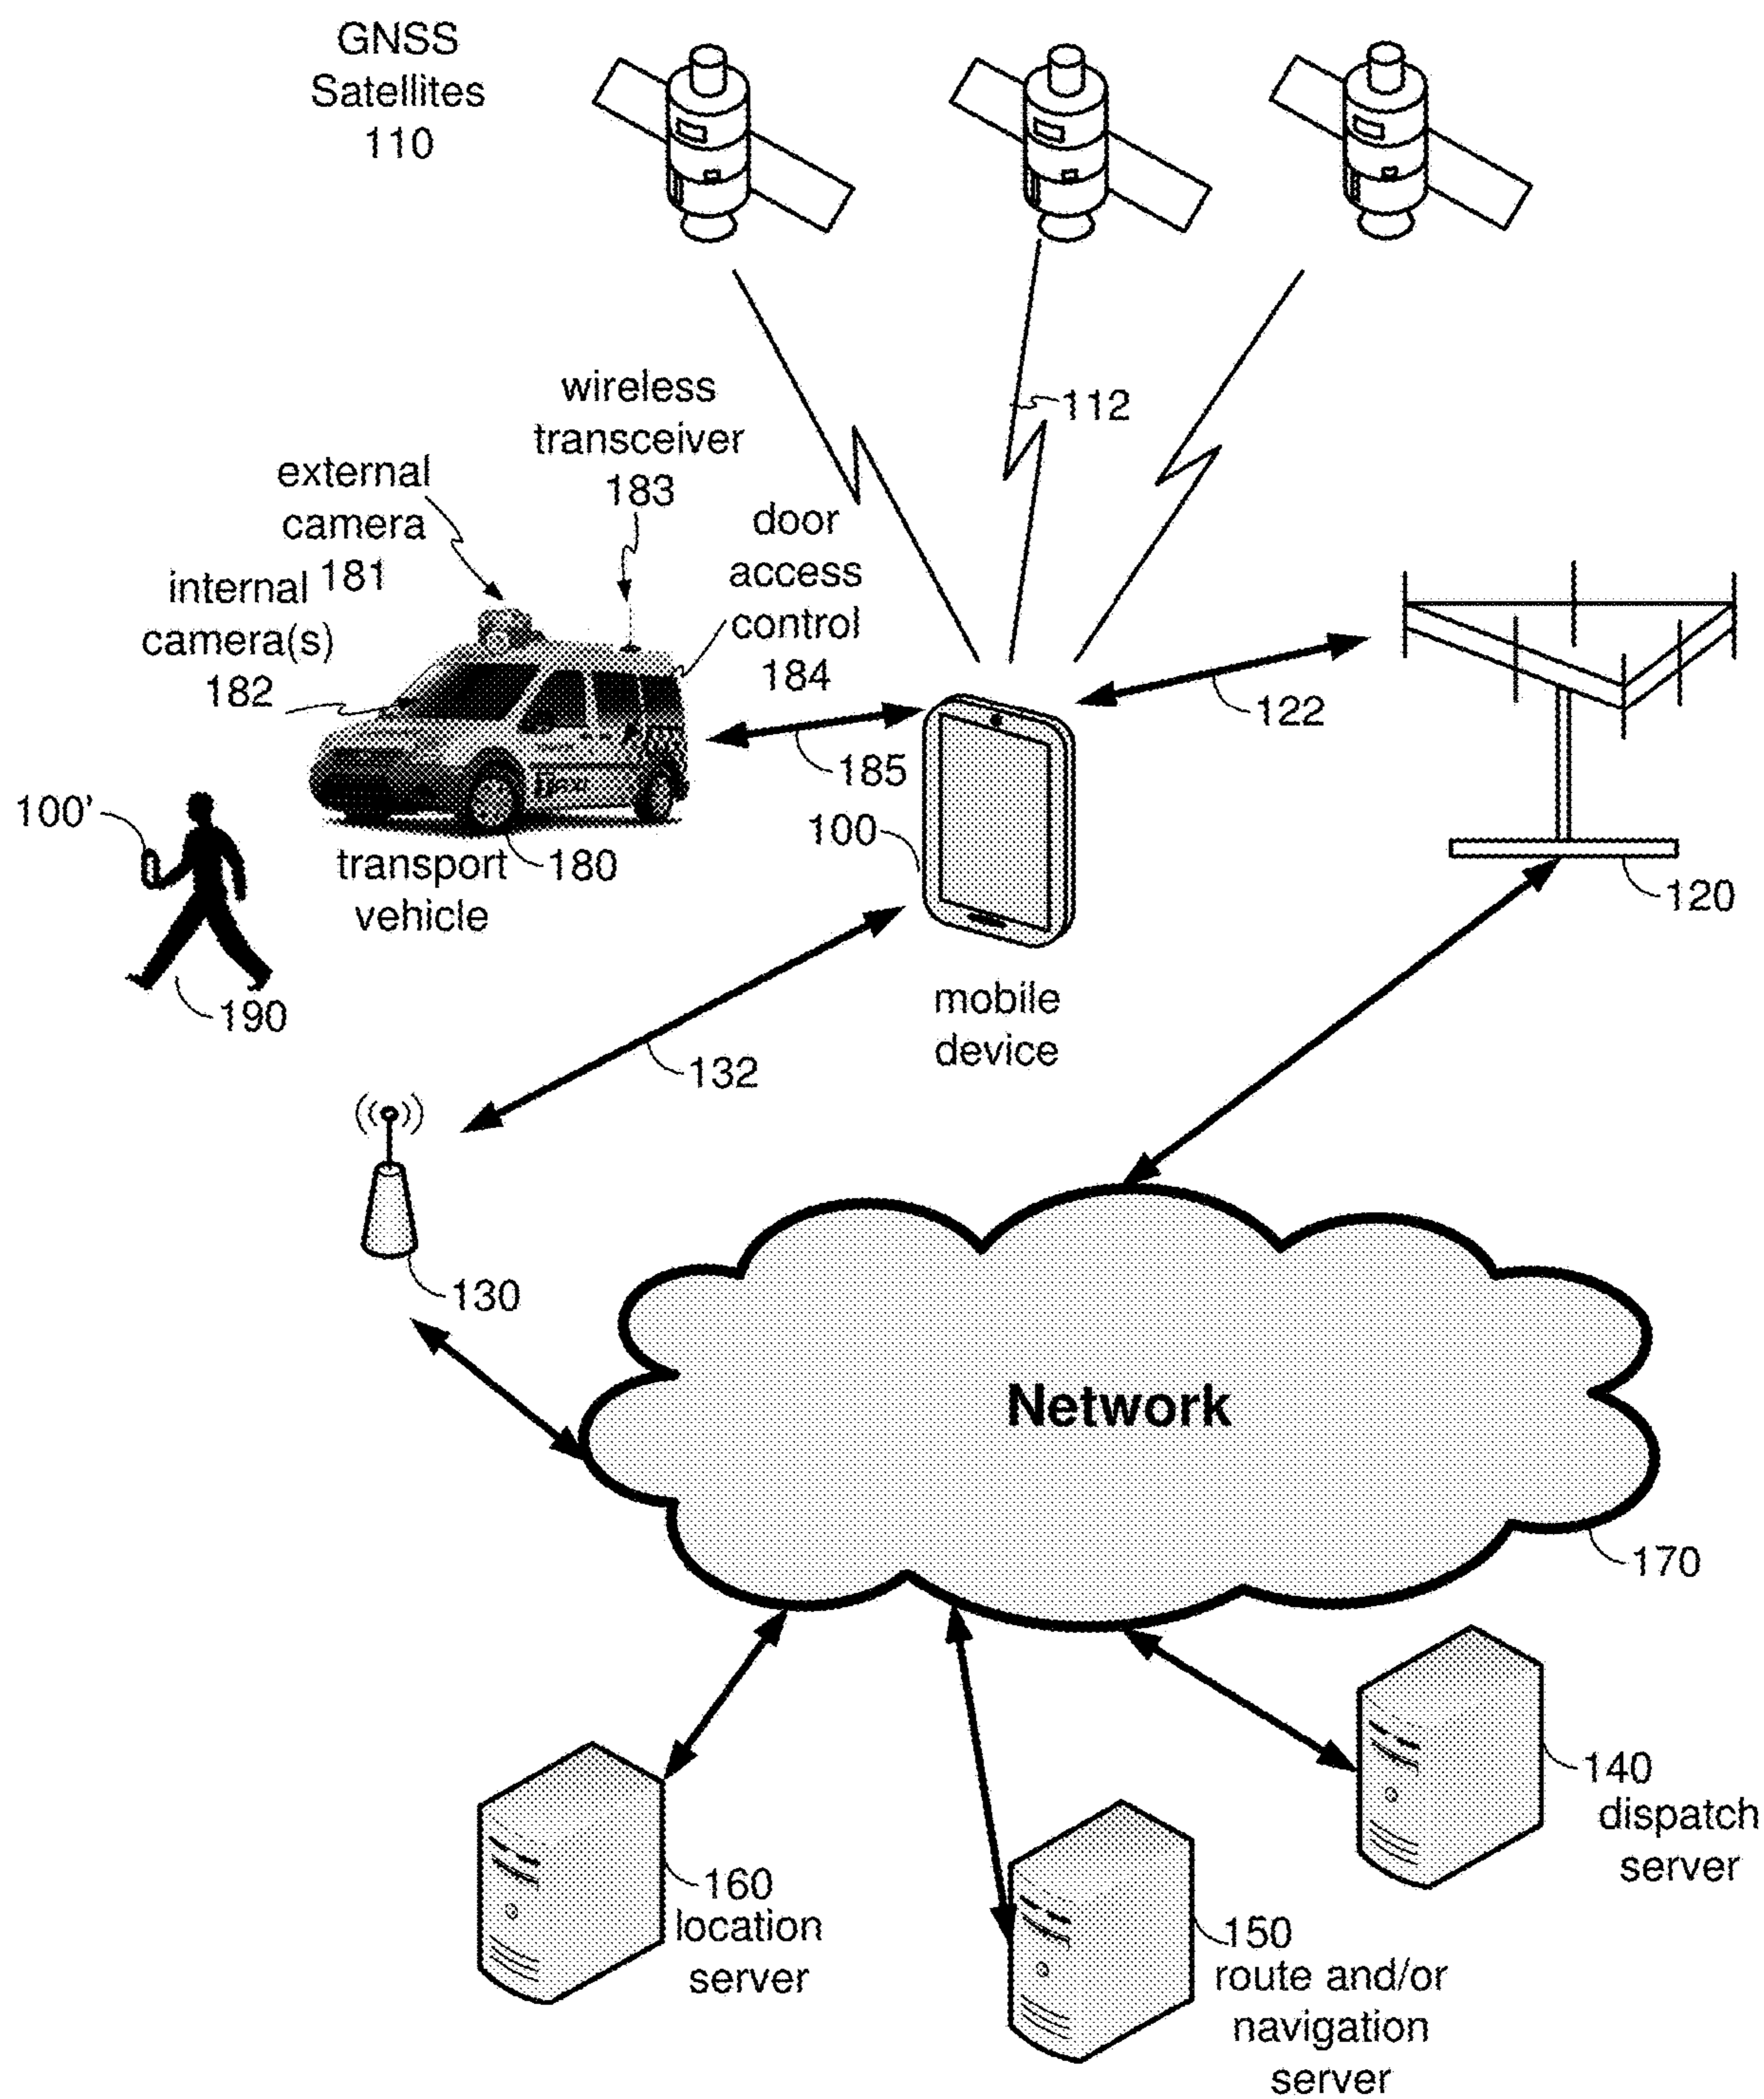 GNSS
Satellites
110
112
wireless
transceiver
183
external
camera
181
internal
camera(s)
182
door
access
control
184
185
122
100'
100
180
transport
vehicle
120
190
mobile
device
132
130
Network
170
140
dispatch
server
160
location
server
150
route and/or
navigation
server